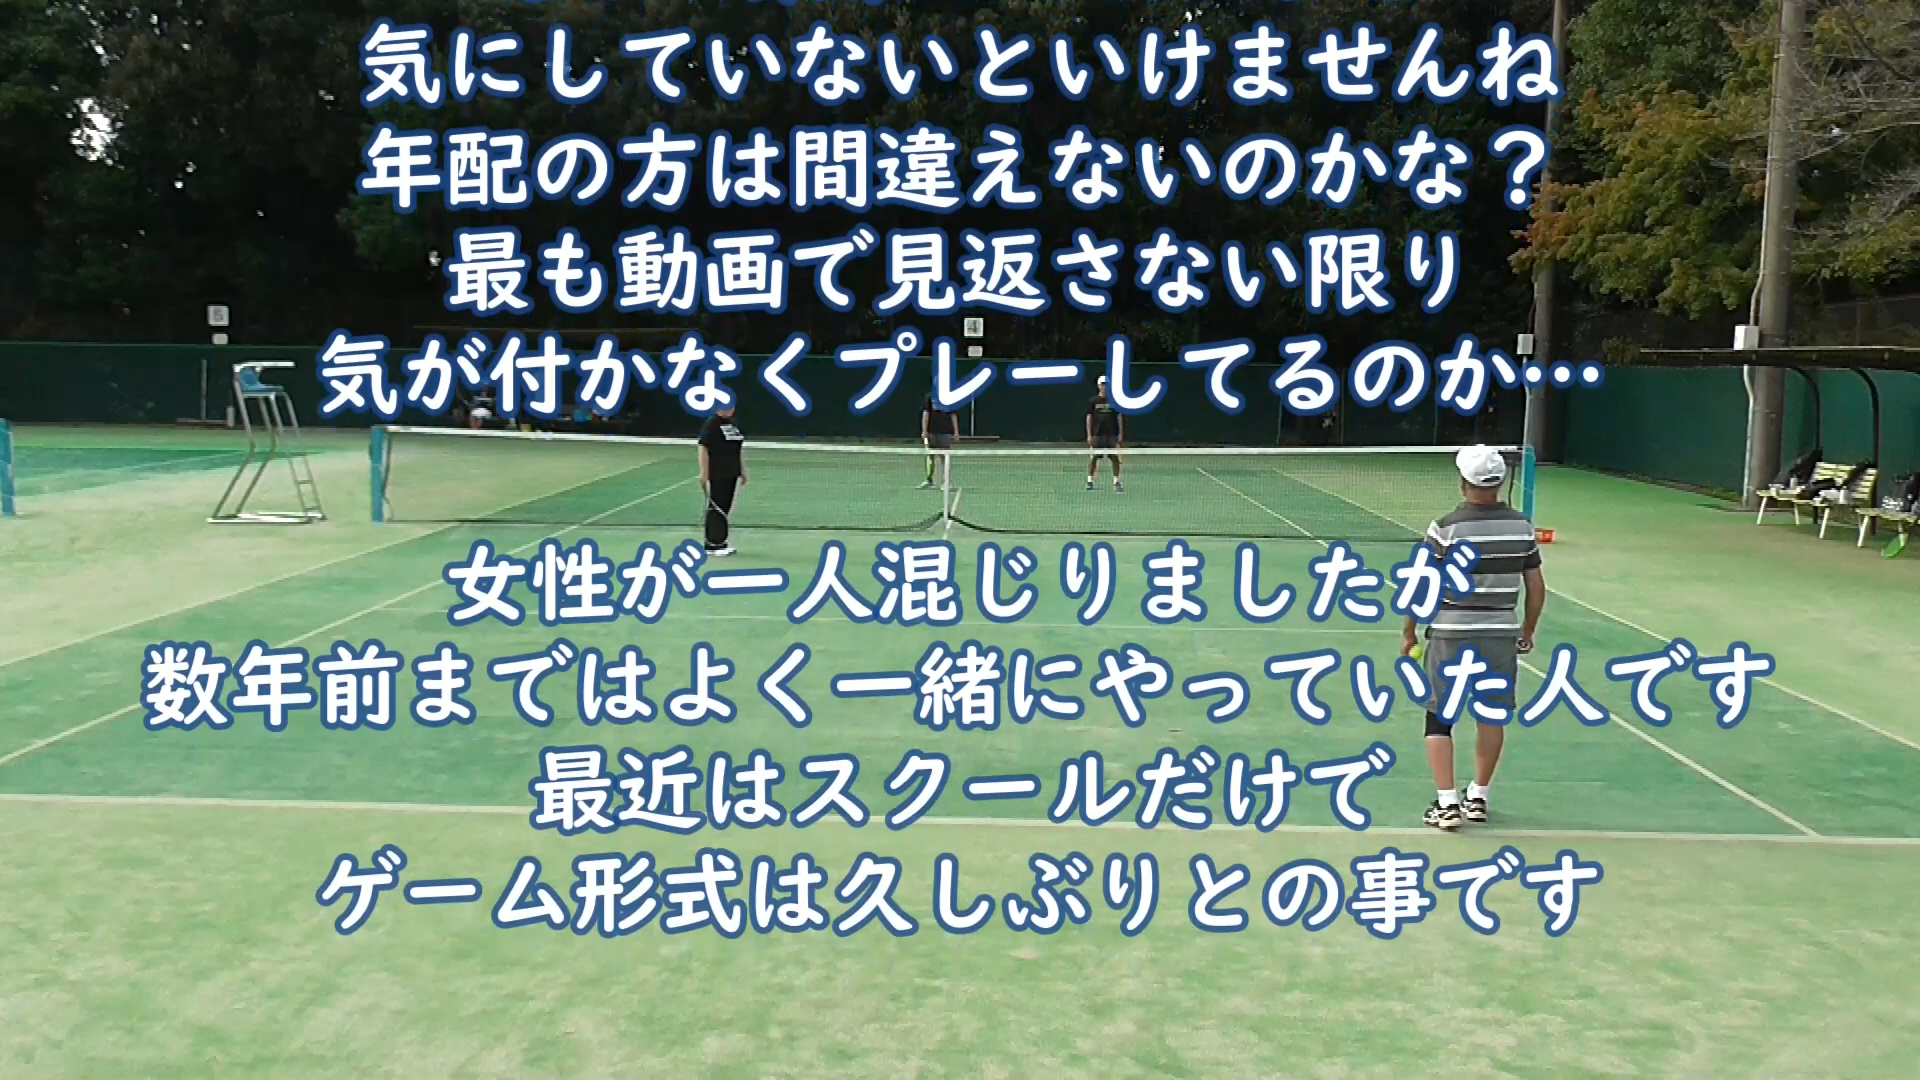 気にしていないといけませんね
年配の方は間違えないのかな？
最も動画で見返さない限り
気が付かなくプレーしてるのか…
女性が一人混じりましたが
数年前まではよく一緒にやっていた人です
最近はスクールだけで
ゲーム形式は久しぶりとの事です
5
4